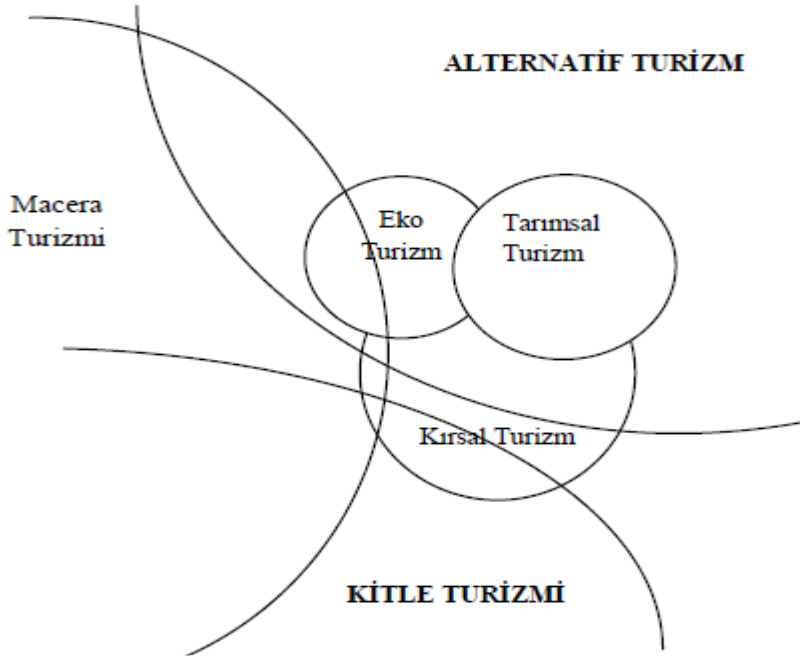 ALTERNATİF TURİZM
Macera
Turizmi
Eko
Turizm
Tarımsal
Turizm
Kırsal Turizm
KİTLE TURİZMİ